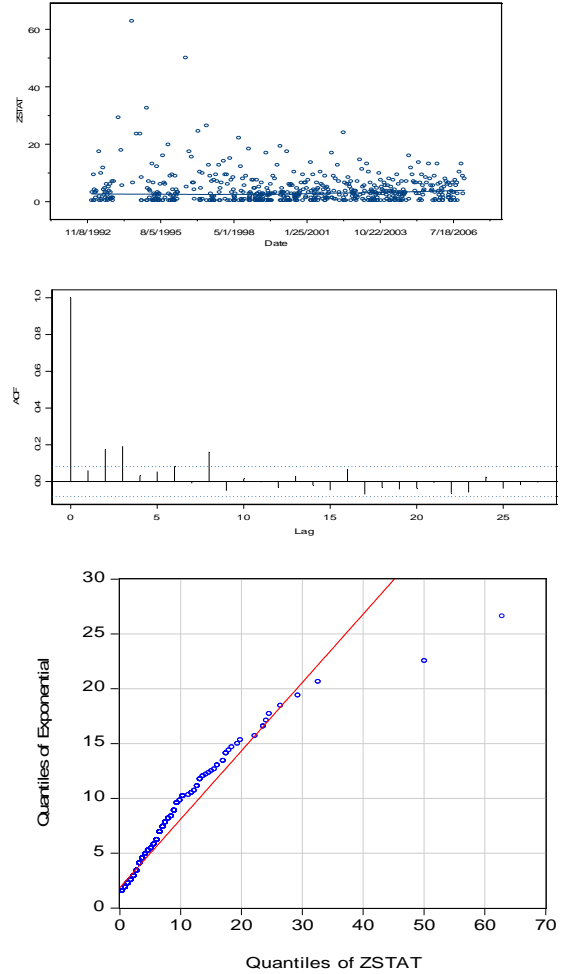 60
40
20
0
ZSTAT
11/8/1992 8/5/1995 5/1/1998 1/25/2001 10/22/2003 7/18/2006
Date
1.0
0.8
0.6
0.4
0.2
0.0
ACF
0 5 10 15 20 25
Lag
30
25
20
15
10
5
0
Quantiles of Exponential
0 10 20 30 40 50 60 70
Quantiles of ZSTAT